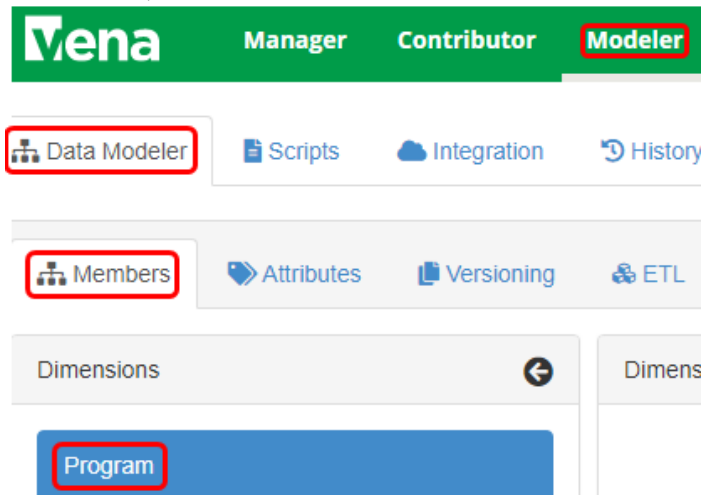 Vena Manager Contributor Modeler
Data Modeler Scripts Integration History
Members Attributes Versioning ETL
Dimensions Dimens
Program